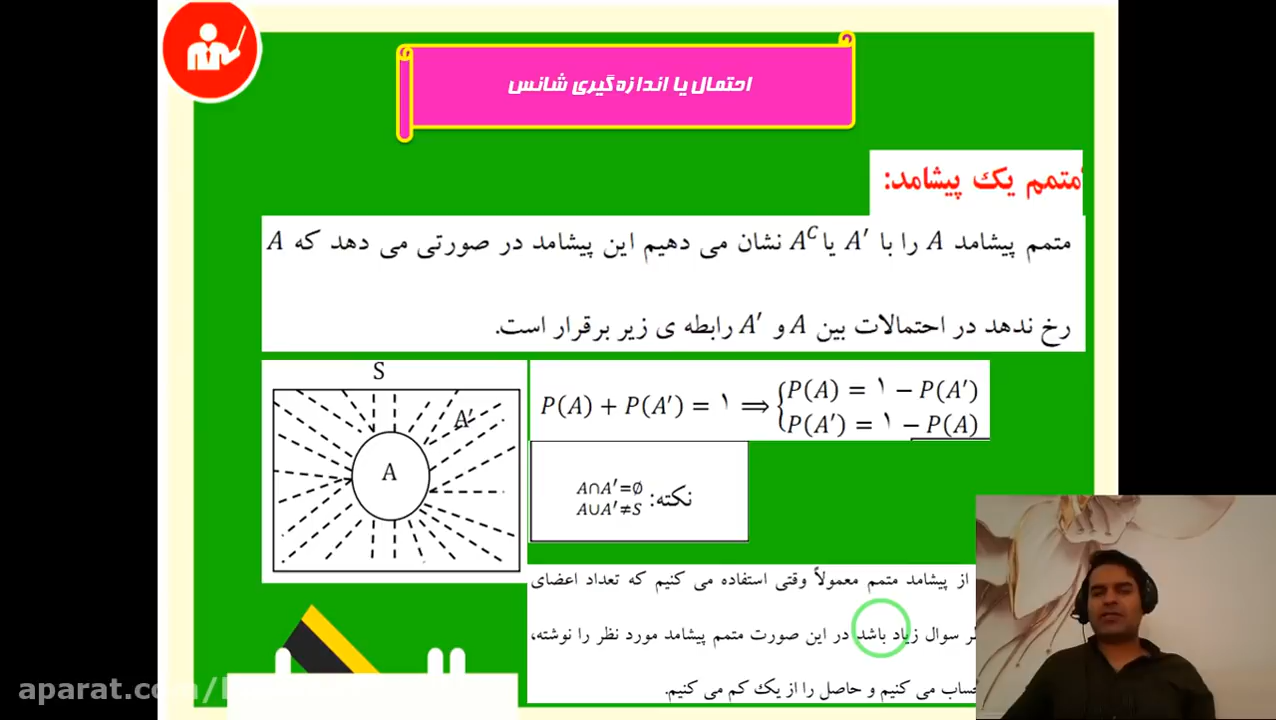 احتمال یا اندازه‌گیری شانس
متمم یک پیشامد:
متمم پیشامد A را با A′ یا Aᶜ نشان می دهیم این پیشامد در صورتی می دهد که A
رخ ندهد در احتمالات بین A و A′ رابطه ی زیر برقرار است.
S
A′
A
P(A) + P(A′) = ۱ ⟹ {P(A) = ۱ − P(A′)
P(A′) = ۱ − P(A)
نکته: A∩A′=∅
A∪A′≠S
از پیشامد متمم معمولاً وقتی استفاده می کنیم که تعداد اعضای
سوال زیاد باشد در این صورت متمم پیشامد مورد نظر را نوشته،
می کنیم و حاصل را از یک کم می کنیم.
aparat.com/